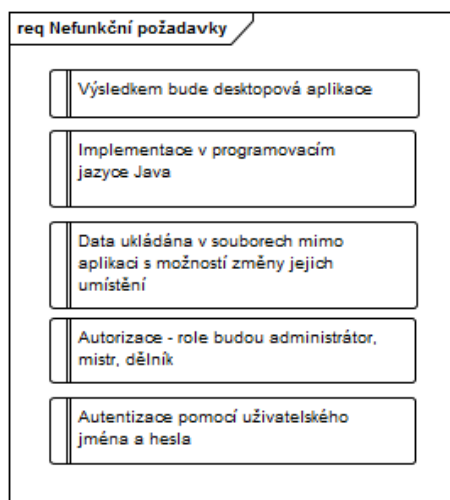 req Nefunkční požadavky
Výsledkem bude desktopová aplikace
Implementace v programovacím
jazyce Java
Data ukládána v souborech mimo
aplikaci s možností změny jejich
umístění
Autorizace - role budou administrátor,
mistr, dělník
Autentizace pomocí uživatelského
jména a hesla